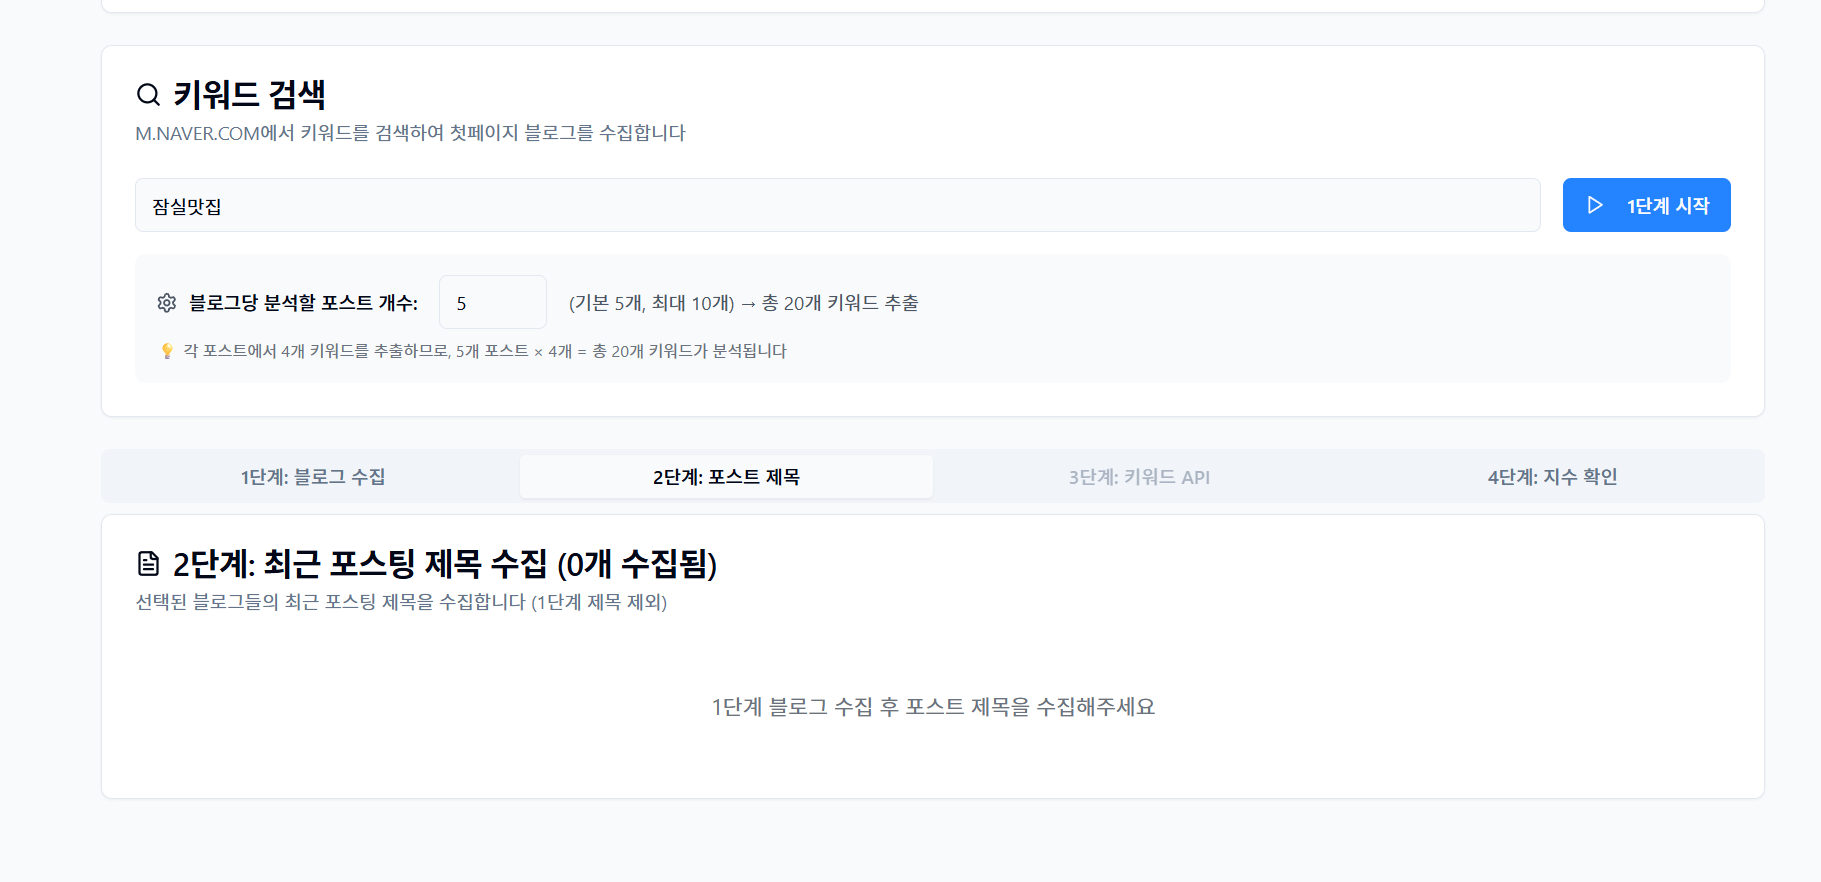 키워드 검색
M.NAVER.COM에서 키워드를 검색하여 첫페이지 블로그를 수집합니다
잠실맛집
1단계 시작
블로그당 분석할 포스트 개수: 5 (기본 5개, 최대 10개) → 총 20개 키워드 추출
💡 각 포스트에서 4개 키워드를 추출하므로, 5개 포스트 × 4개 = 총 20개 키워드가 분석됩니다
1단계: 블로그 수집 2단계: 포스트 제목 3단계: 키워드 API 4단계: 지수 확인
2단계: 최근 포스팅 제목 수집 (0개 수집됨)
선택된 블로그들의 최근 포스팅 제목을 수집합니다 (1단계 제목 제외)
1단계 블로그 수집 후 포스트 제목을 수집해주세요